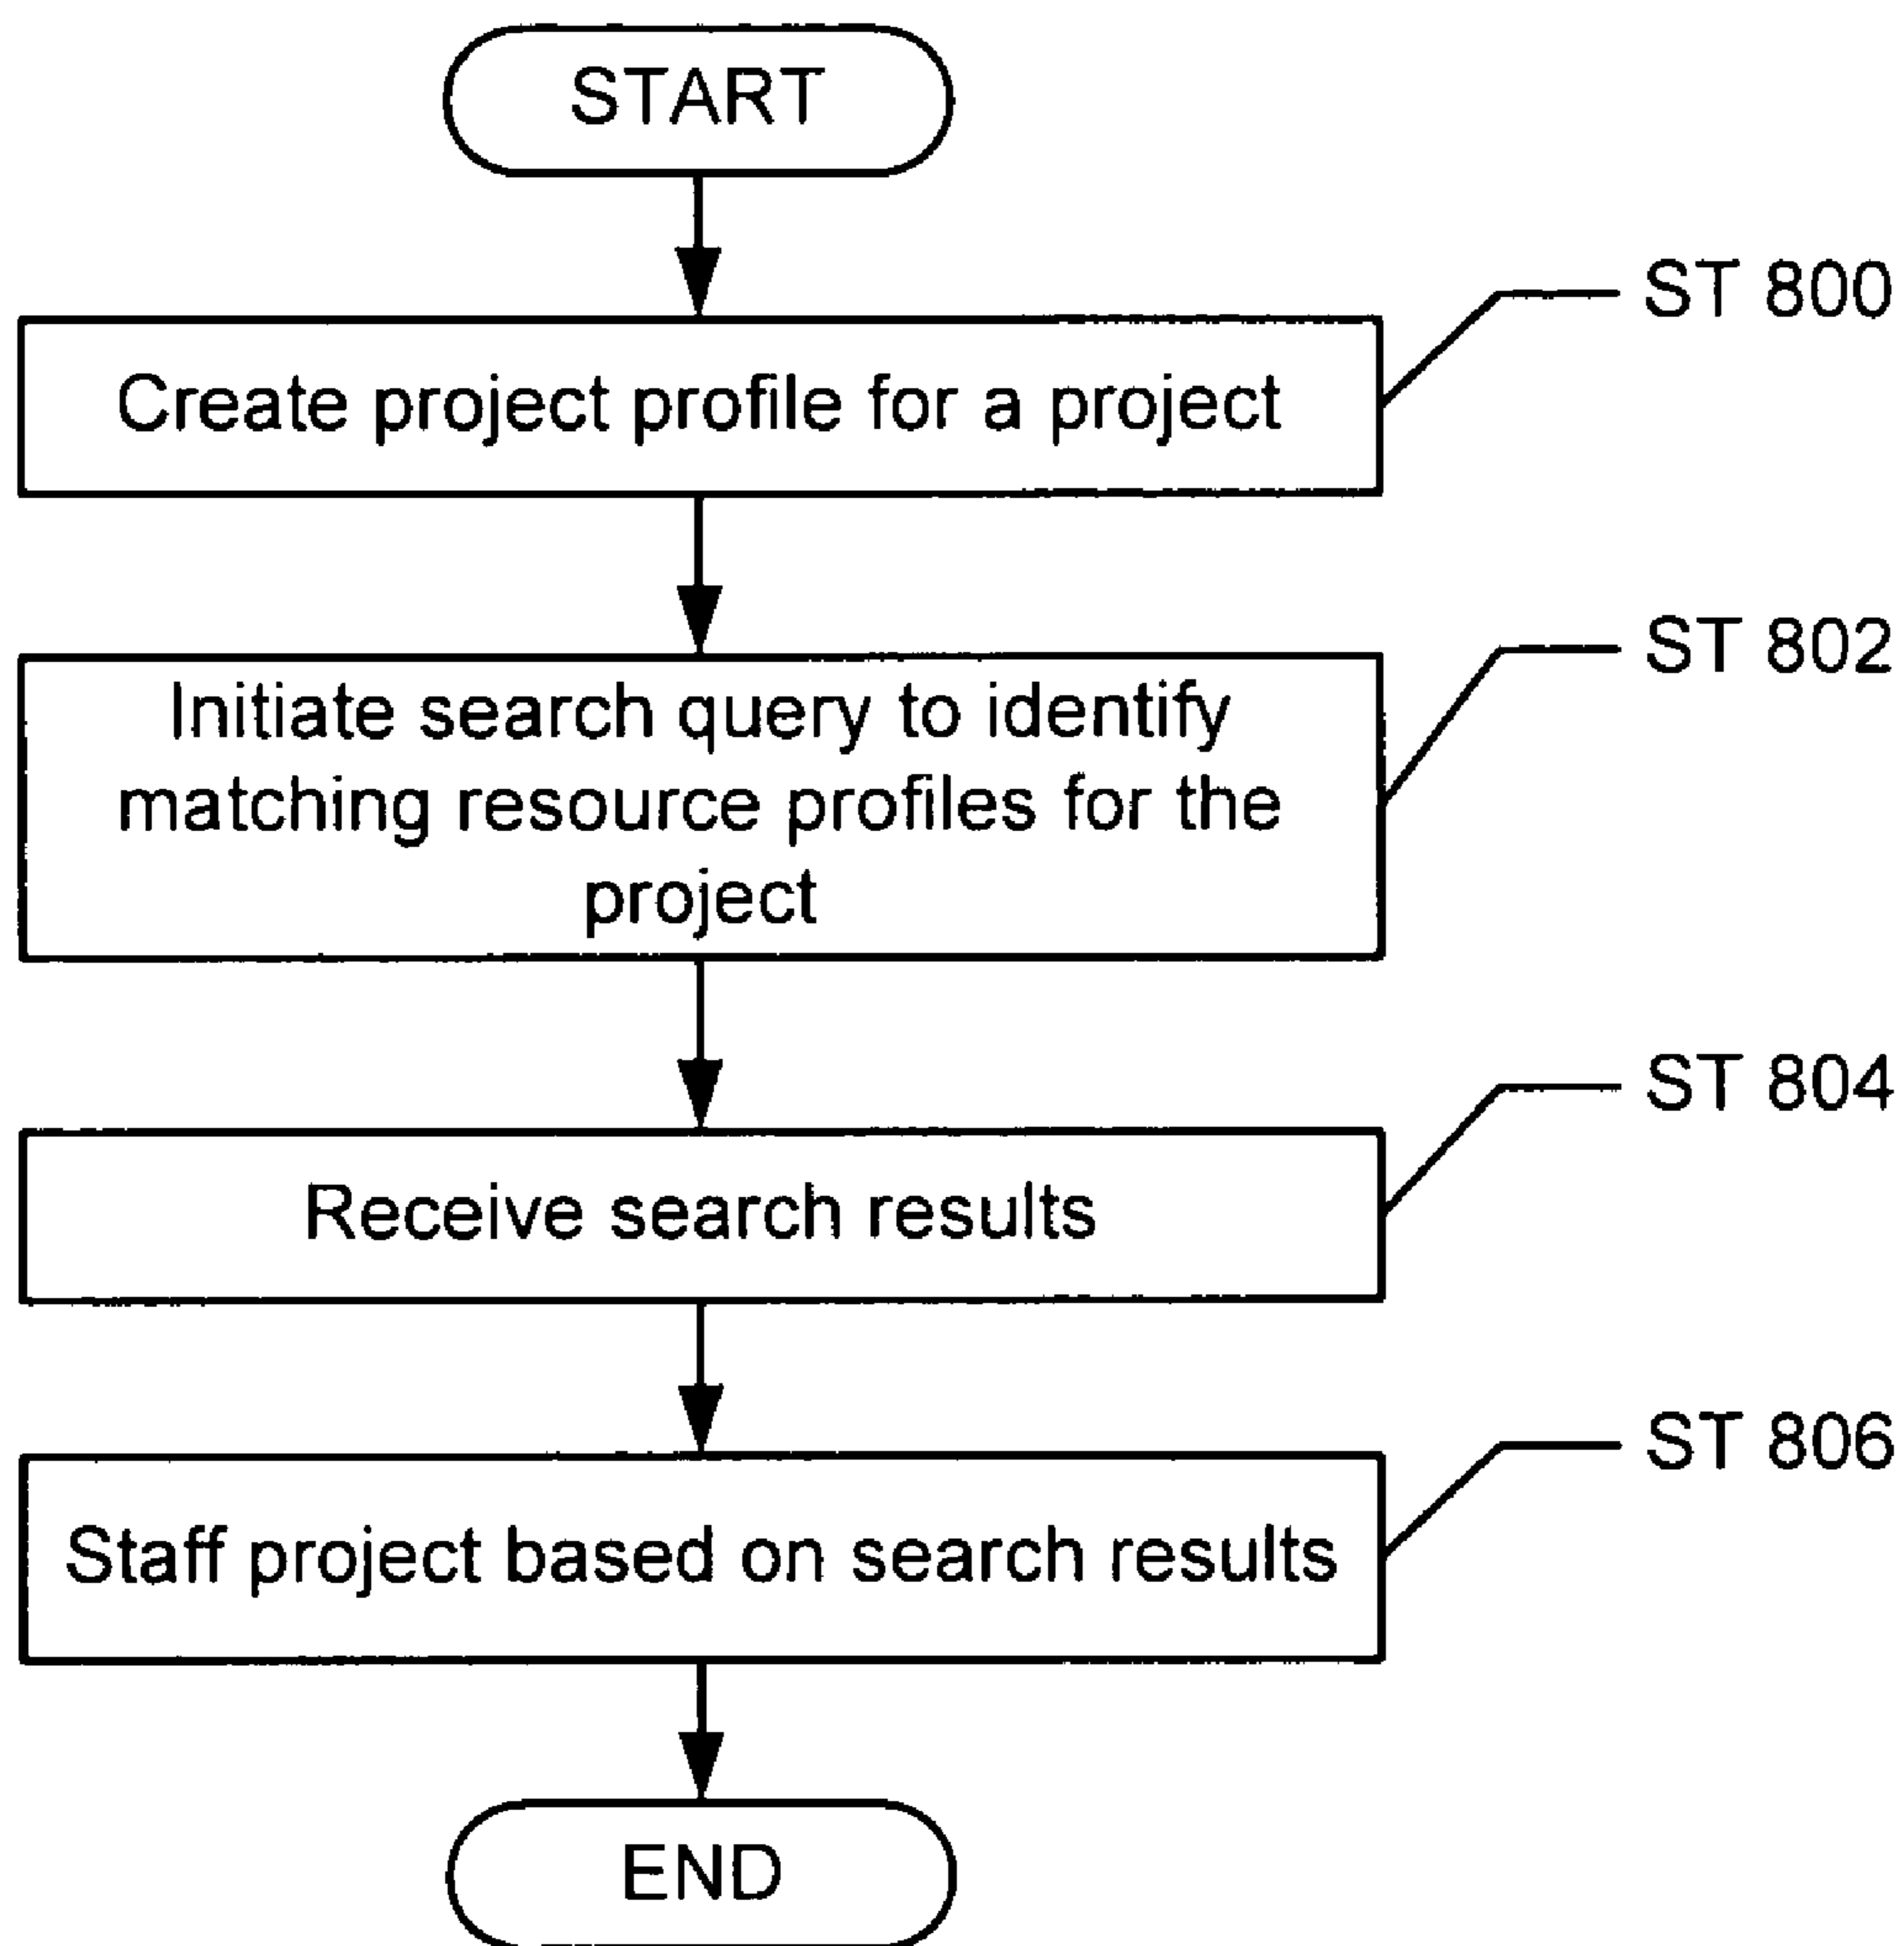 START
ST 800
Create project profile for a project
ST 802
Initiate search query to identify
matching resource profiles for the
project
ST 804
Receive search results
ST 806
Staff project based on search results
END